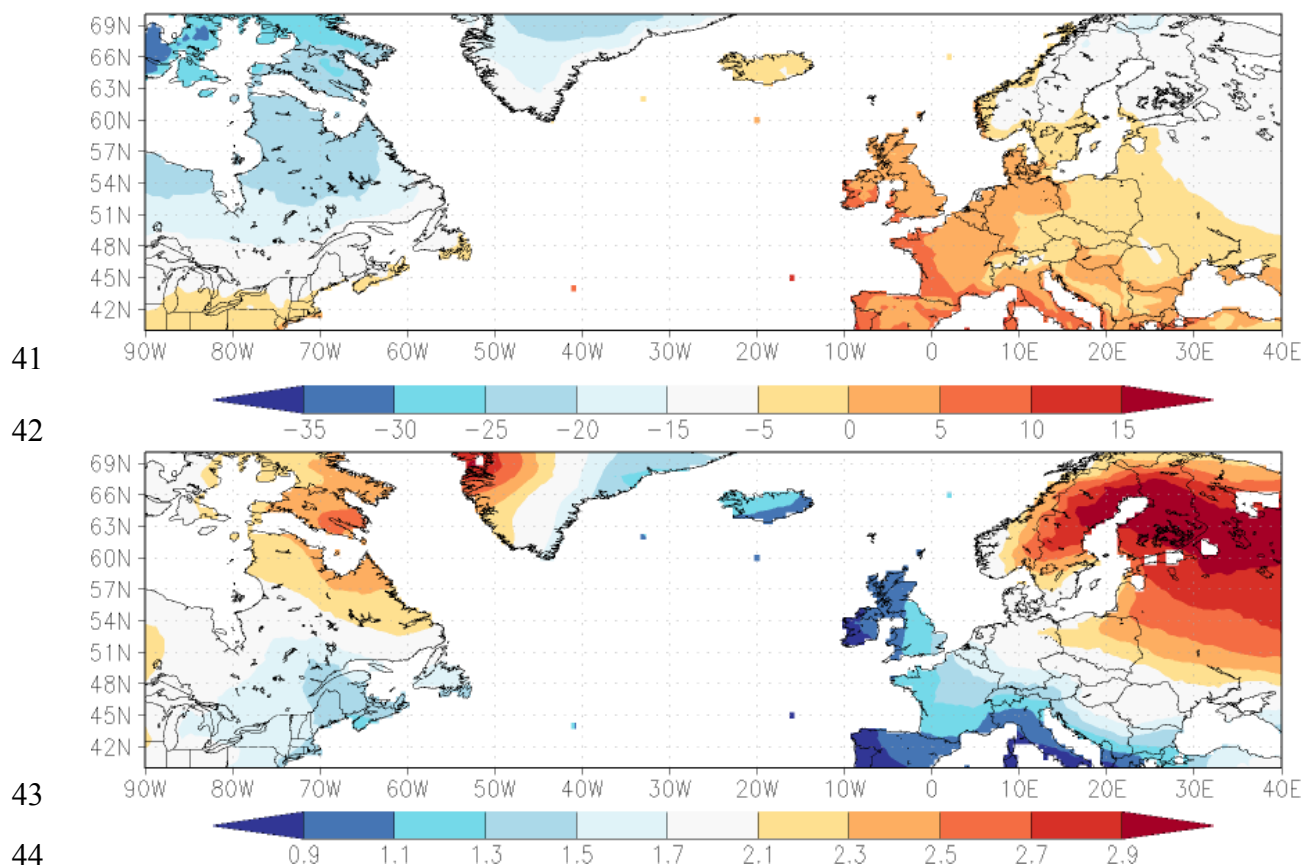 69N
66N
63N
60N
57N
54N
51N
48N
45N
42N
41 90W 80W 70W 60W 50W 40W 30W 20W 10W 0 10E 20E 30E 40E
42 −35 −30 −25 −20 −15 −5 0 5 10 15
69N
66N
63N
60N
57N
54N
51N
48N
45N
42N
43 90W 80W 70W 60W 50W 40W 30W 20W 10W 0 10E 20E 30E 40E
44 0.9 1.1 1.3 1.5 1.7 2.1 2.3 2.5 2.7 2.9